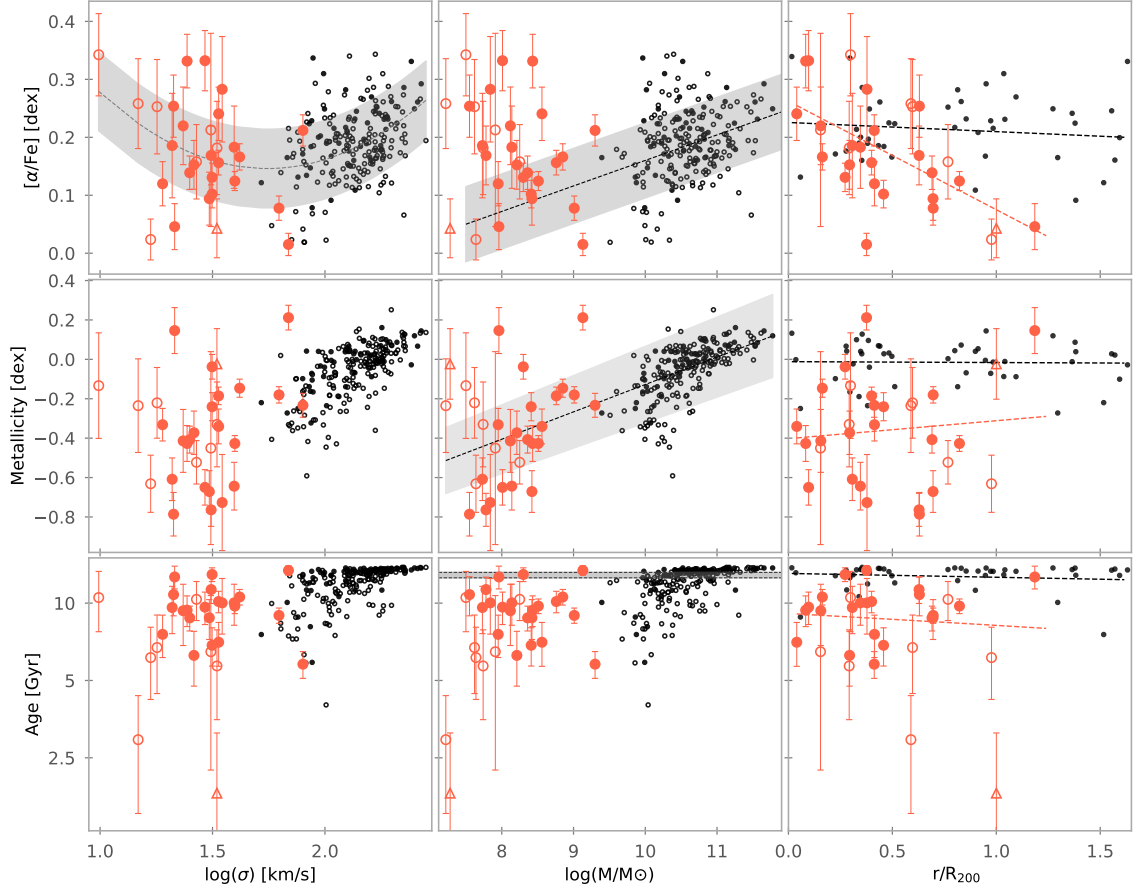 0.4
0.3
0.2
0.1
0.0
[α/Fe] [dex]
0.4
0.2
0.0
−0.2
−0.4
−0.6
−0.8
Metallicity [dex]
10
5
2.5
Age [Gyr]
1.0 1.5 2.0
8 9 10 11
0.0 0.5 1.0 1.5
log(σ) [km/s] log(M/M⊙) r/R₂₀₀